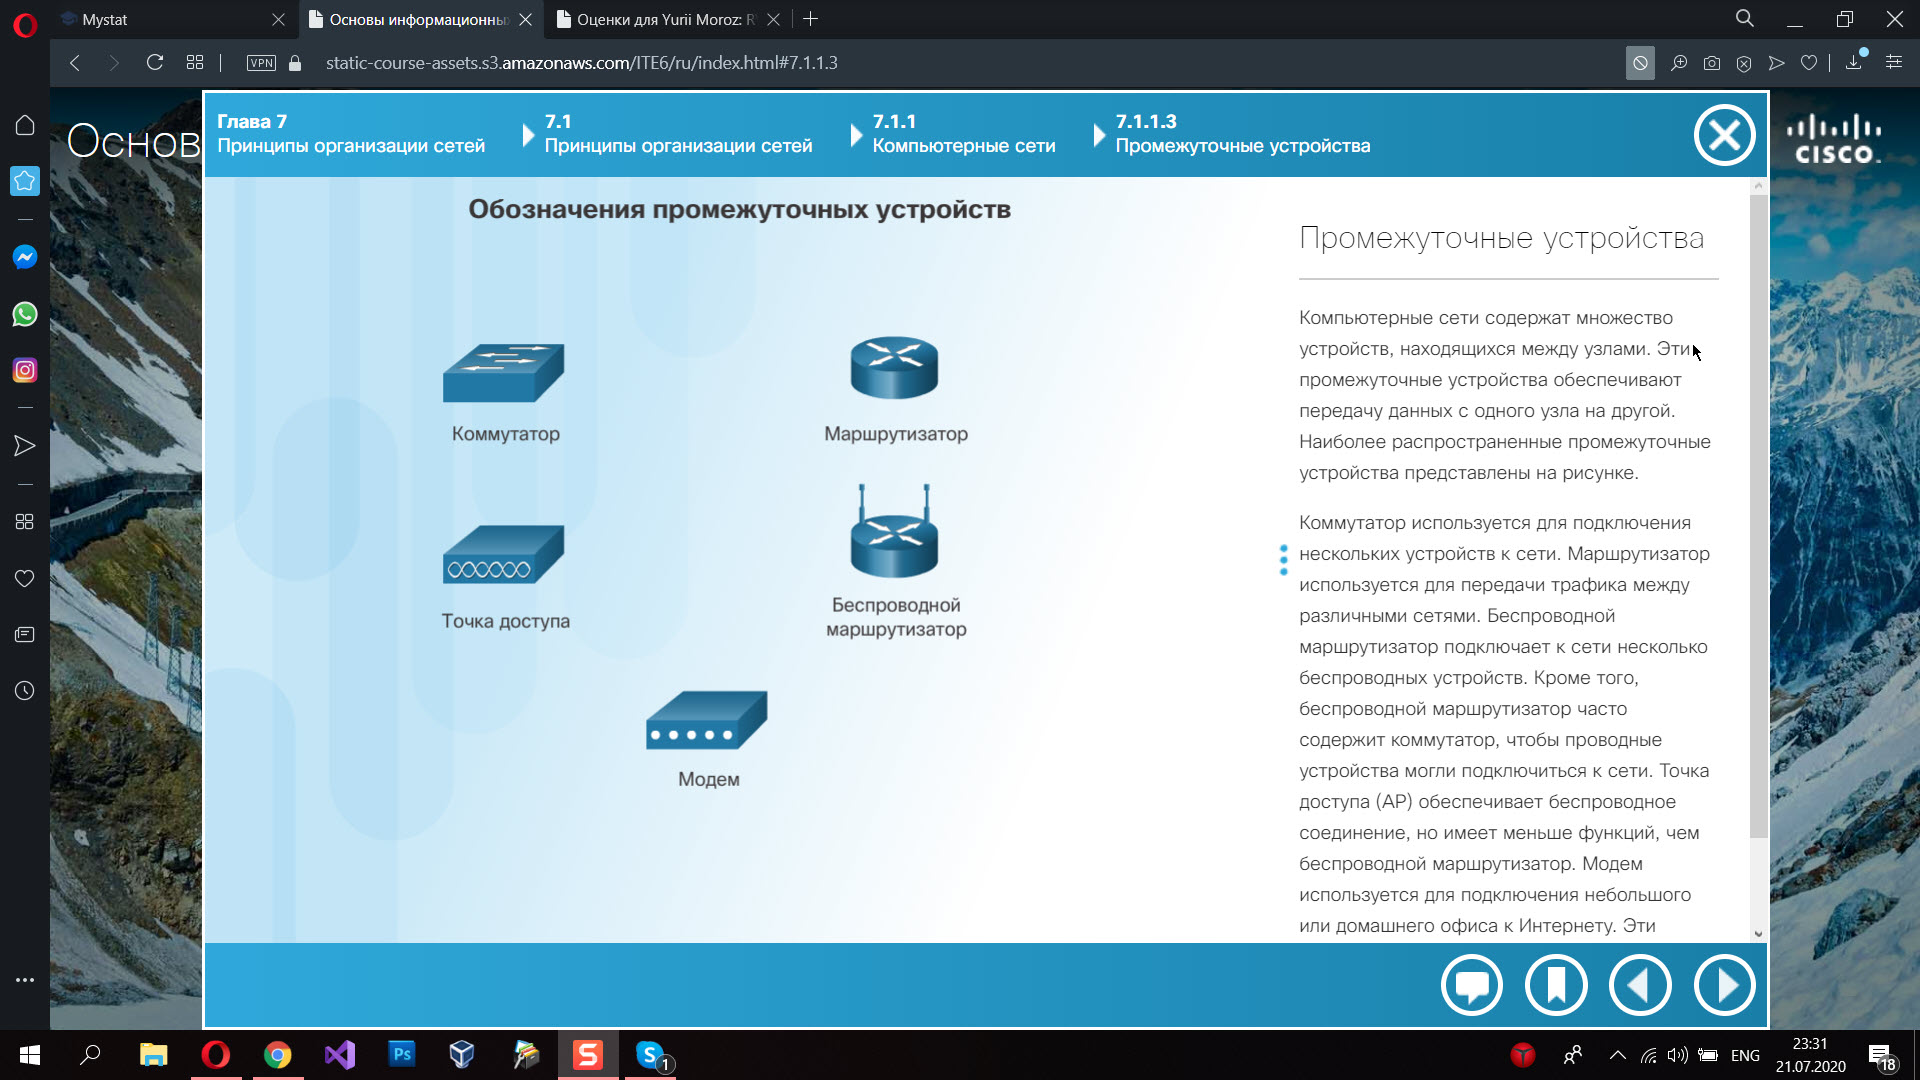 Mystat
Основы информационны
Оценки для Yurii Moroz: R
VPN
static-course-assets.s3.amazonaws.com/ITE6/ru/index.html#7.1.1.3
Основ
Глава 7
Принципы организации сетей
7.1
Принципы организации сетей
7.1.1
Компьютерные сети
7.1.1.3
Промежуточные устройства
CISCO
Обозначения промежуточных устройств
Коммутатор
Маршрутизатор
Точка доступа
Беспроводной
маршрутизатор
Модем
Промежуточные устройства
Компьютерные сети содержат множество
устройств, находящихся между узлами. Эти
промежуточные устройства обеспечивают
передачу данных с одного узла на другой.
Наиболее распространенные промежуточные
устройства представлены на рисунке.
Коммутатор используется для подключения
нескольких устройств к сети. Маршрутизатор
используется для передачи трафика между
различными сетями. Беспроводной
маршрутизатор подключает к сети несколько
беспроводных устройств. Кроме того,
беспроводной маршрутизатор часто
содержит коммутатор, чтобы проводные
устройства могли подключиться к сети. Точка
доступа (AP) обеспечивает беспроводное
соединение, но имеет меньше функций, чем
беспроводной маршрутизатор. Модем
используется для подключения небольшого
или домашнего офиса к Интернету. Эти
Ps
S
S
1
ENG
23:31
21.07.2020
18